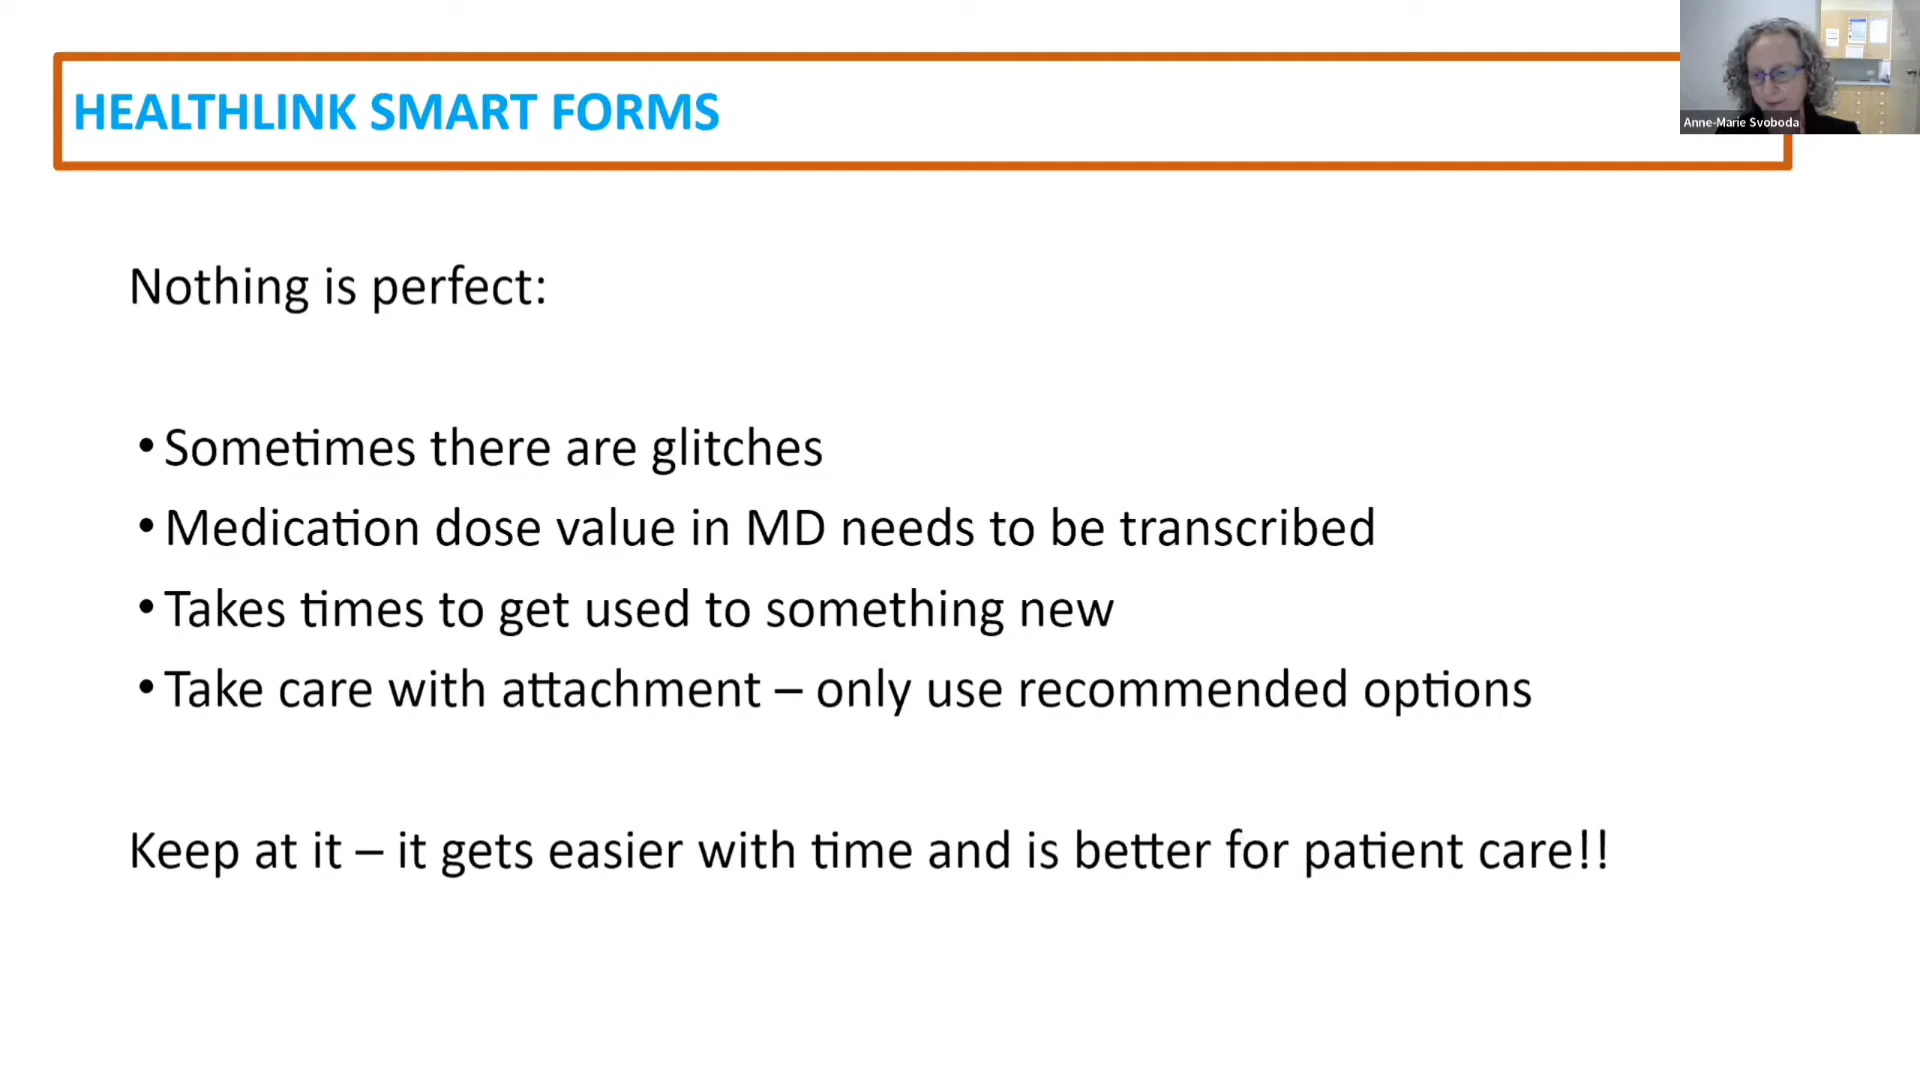 HEALTHLINK SMART FORMS
Anne-Marie Svoboda
Nothing is perfect:
• Sometimes there are glitches
• Medication dose value in MD needs to be transcribed
• Takes times to get used to something new
• Take care with attachment – only use recommended options
Keep at it – it gets easier with time and is better for patient care!!